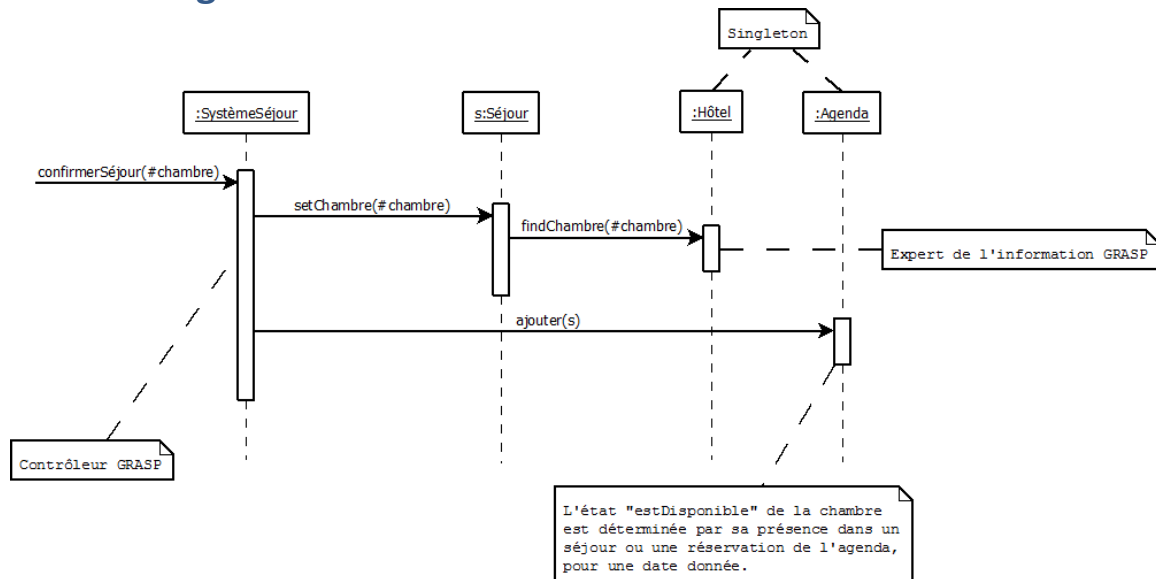 Singleton
:SystèmeSéjour
s:Séjour
:Hôtel
:Agenda
confirmerSéjour(#chambre)
setChambre(#chambre)
findChambre(#chambre)
Expert de l'information GRASP
ajouter(s)
Contrôleur GRASP
L'état "estDisponible" de la chambre
est déterminée par sa présence dans un
séjour ou une réservation de l'agenda,
pour une date donnée.